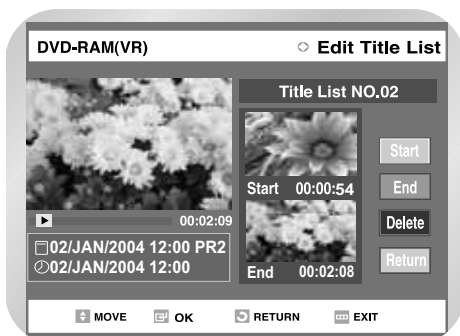 DVD-RAM(VR)
Edit Title List
Title List NO.02
Start 00:00:54
Start
End
Delete
Return
00:02:09
02/JAN/2004 12:00 PR2
02/JAN/2004 12:00
End 00:02:08
MOVE OK RETURN EXIT